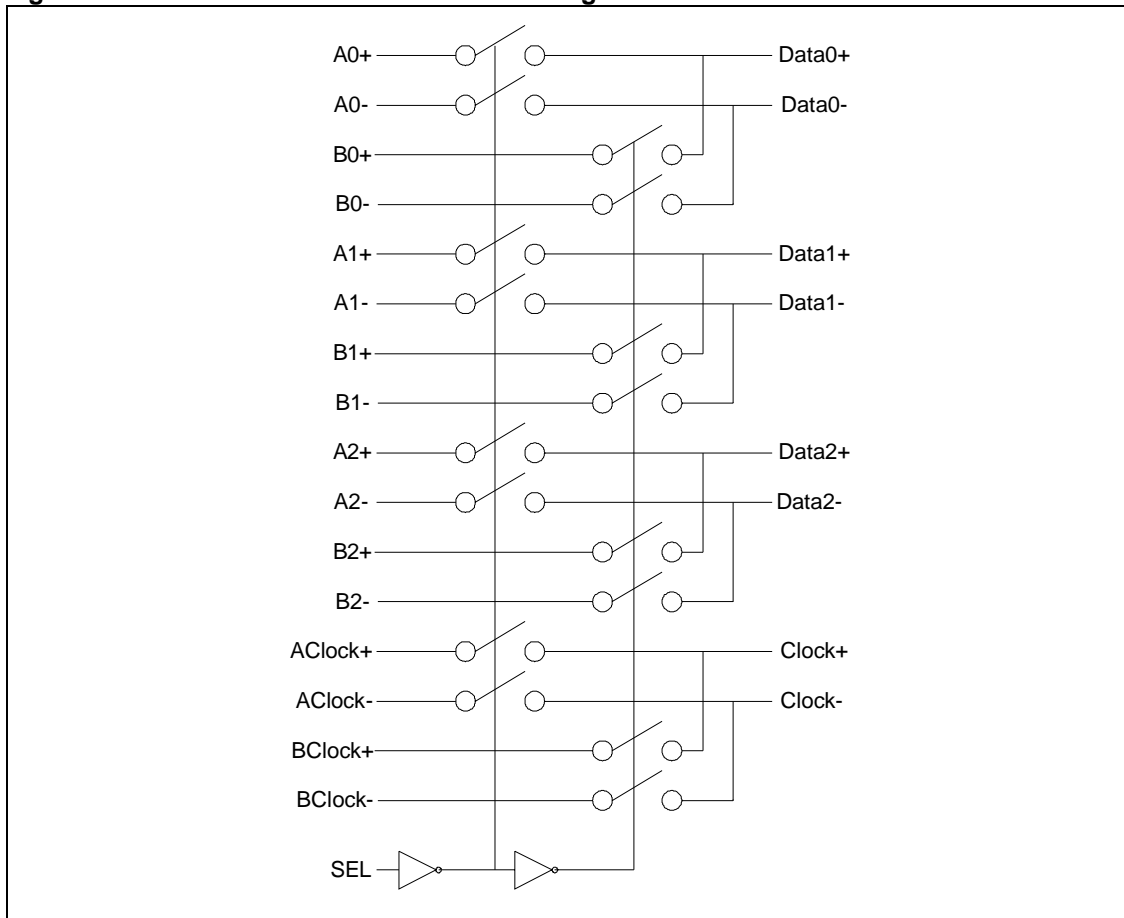 A0+ Data0+
A0- Data0-
B0+
B0-
A1+ Data1+
A1- Data1-
B1+
B1-
A2+ Data2+
A2- Data2-
B2+
B2-
AClock+ Clock+
AClock- Clock-
BClock+
BClock-
SEL